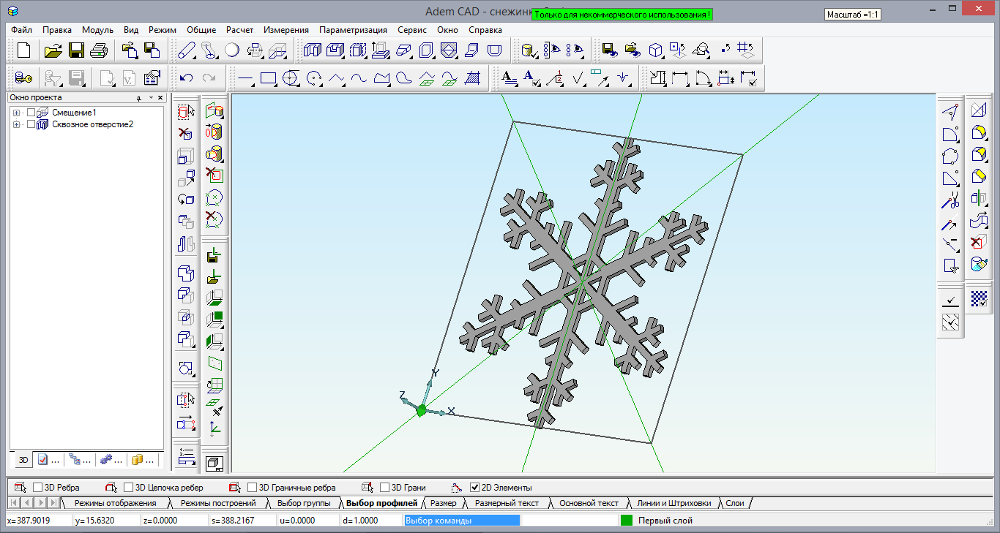 Adem CAD - снежинк
Только для некоммерческого использования !
Масштаб =1:1
Файл Правка Модуль Вид Режим Общие Расчет Измерения Параметризация Сервис Окно Справка
Окно проекта
Смещение1
Сквозное отверстие2
Y
Z
X
3D ... ... ... ...
3D Ребра 3D Цепочка ребер 3D Граничные ребра 3D Грани 2D Элементы
Режимы отображения Режимы построений Выбор группы Выбор профилей Размер Размерный текст Основной текст Линии и Штриховки Слои
x=387.9019 y=15.6320 z=0.0000 s=388.2167 u=0.0000 d=1.0000 Выбор команды Первый слой